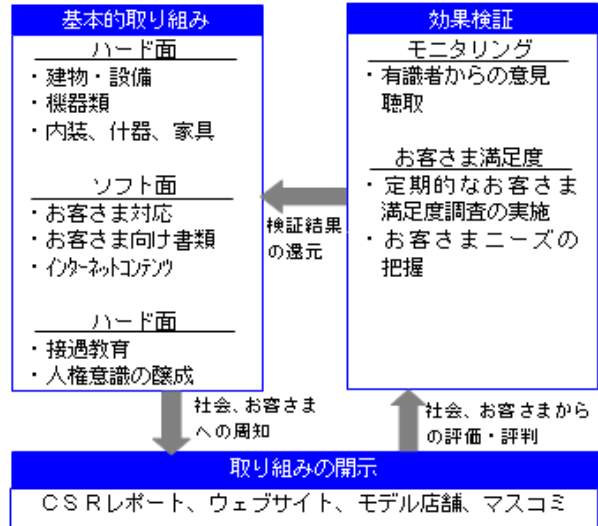 基本的取り組み
ハード面
・建物・設備
・機器類
・内装、什器、家具
ソフト面
・お客さま対応
・お客さま向け書類
・インターネットコンテンツ
ハード面
・接遇教育
・人権意識の醸成
効果検証
モニタリング
・有識者からの意見
聴取
お客さま満足度
・定期的なお客さま
満足度調査の実施
・お客さまニーズの
把握
検証結果
の還元
社会、お客さま
への周知
社会、お客さまから
の評価・評判
取り組みの開示
ＣＳＲレポート、ウェブサイト、モデル店舗、マスコミ